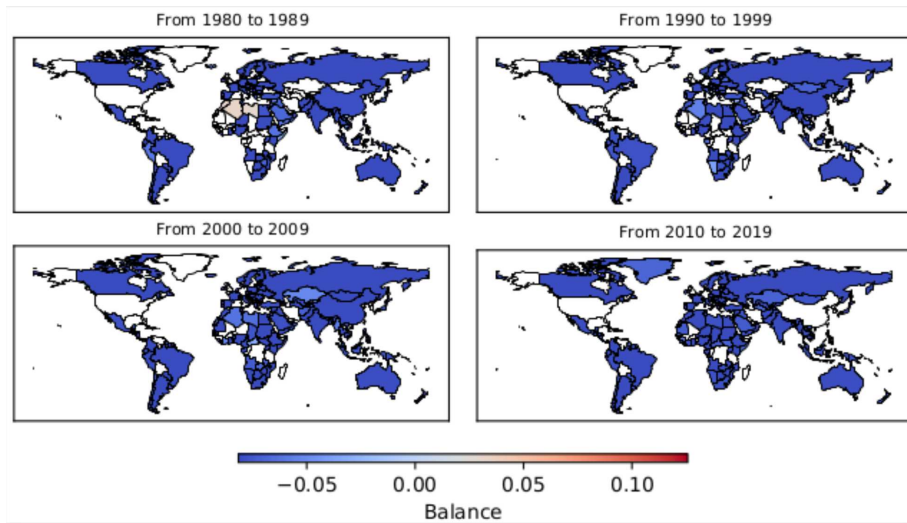 From 1980 to 1989
From 1990 to 1999
From 2000 to 2009
From 2010 to 2019
−0.05 0.00 0.05 0.10
Balance